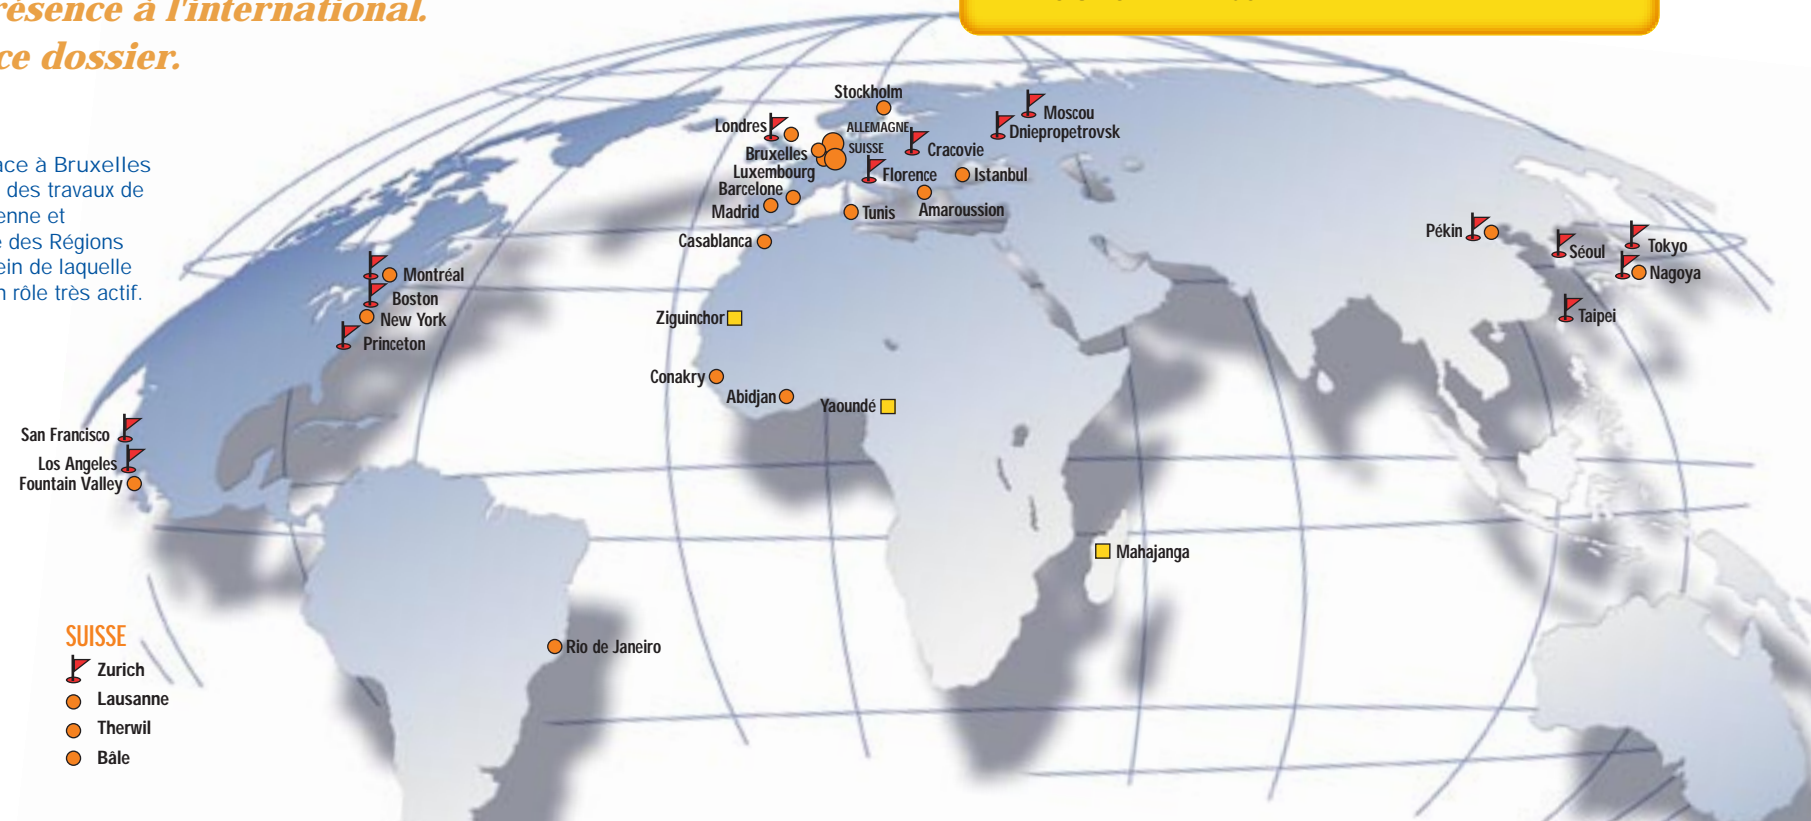 résence à l'international.
ce dossier.
ace à Bruxelles
des travaux de
enne et
e des Régions
ein de laquelle
n rôle très actif.
Stockholm
Londres
ALLEMAGNE
Moscou
Dniepropetrovsk
Bruxelles
SUISSE
Cracovie
Luxembourg
Florence
Istanbul
Barcelone
Madrid
Tunis
Amaroussion
Casablanca
Pékin
Séoul
Tokyo
Nagoya
Taipei
Montréal
Boston
New York
Princeton
Ziguinchor
Conakry
Abidjan
Yaoundé
San Francisco
Los Angeles
Fountain Valley
Mahajanga
Rio de Janeiro
SUISSE
Zurich
Lausanne
Therwil
Bâle